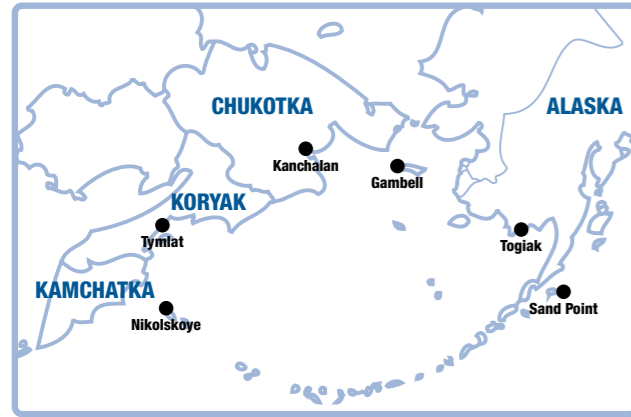 CHUKOTKA
ALASKA
Kanchalan
Gambell
KORYAK
Tymlat
Togiak
KAMCHATKA
Nikolskoye
Sand Point